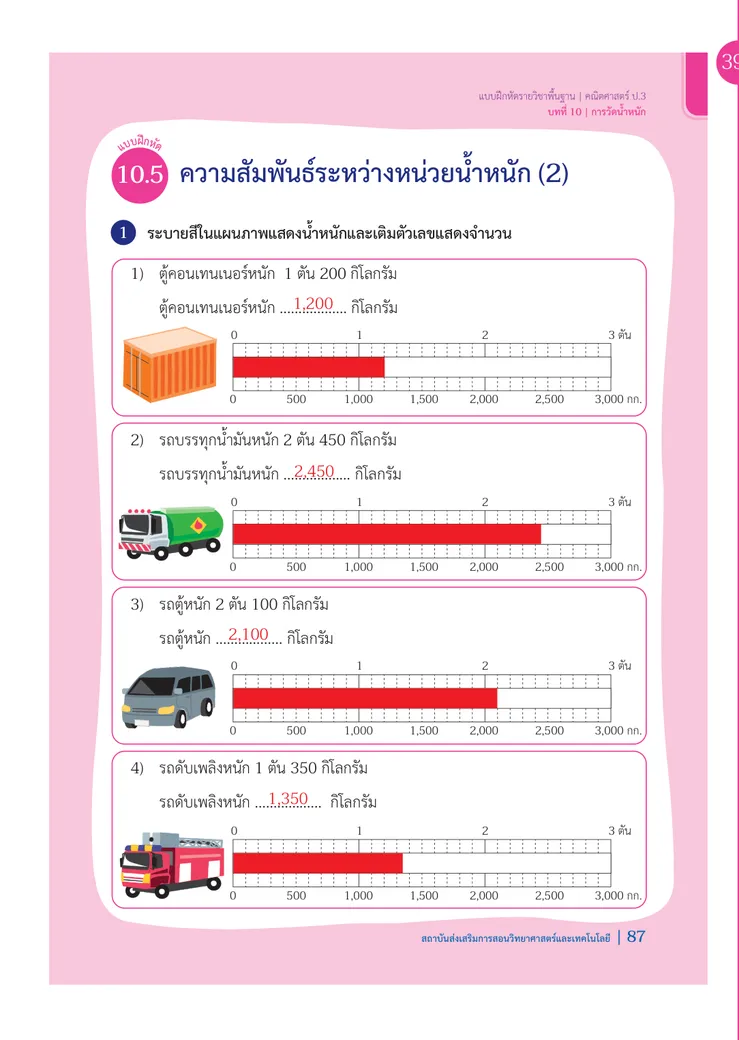 39
แบบฝึกหัดรายวิชาพื้นฐาน | คณิตศาสตร์ ป.3
บทที่ 10 | การวัดน้ำหนัก
แบบฝึกหัด
10.5 ความสัมพันธ์ระหว่างหน่วยน้ำหนัก (2)
1 ระบายสีในแผนภาพแสดงน้ำหนักและเติมตัวเลขแสดงจำนวน
1) ตู้คอนเทนเนอร์หนัก 1 ตัน 200 กิโลกรัม
ตู้คอนเทนเนอร์หนัก 1,200 กิโลกรัม
0 1 2 3 ตัน
0 500 1,000 1,500 2,000 2,500 3,000 กก.
2) รถบรรทุกน้ำมันหนัก 2 ตัน 450 กิโลกรัม
รถบรรทุกน้ำมันหนัก 2,450 กิโลกรัม
0 1 2 3 ตัน
0 500 1,000 1,500 2,000 2,500 3,000 กก.
3) รถตู้หนัก 2 ตัน 100 กิโลกรัม
รถตู้หนัก 2,100 กิโลกรัม
0 1 2 3 ตัน
0 500 1,000 1,500 2,000 2,500 3,000 กก.
4) รถดับเพลิงหนัก 1 ตัน 350 กิโลกรัม
รถดับเพลิงหนัก 1,350 กิโลกรัม
0 1 2 3 ตัน
0 500 1,000 1,500 2,000 2,500 3,000 กก.
สถาบันส่งเสริมการสอนวิทยาศาสตร์และเทคโนโลยี | 87